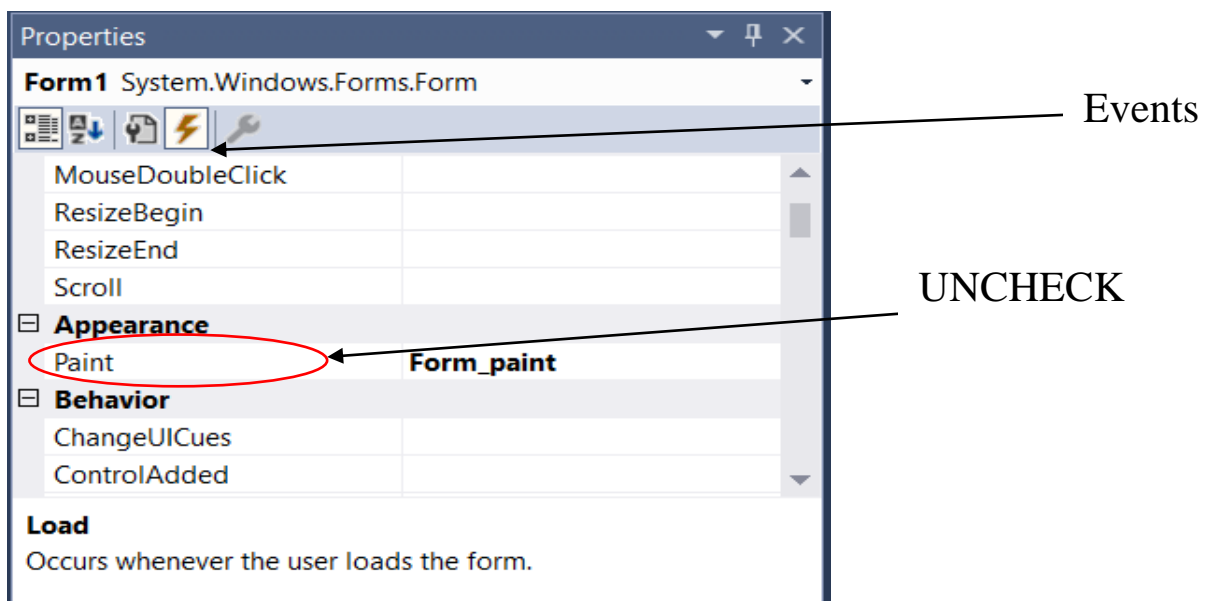 Properties
Form1 System.Windows.Forms.Form
Events
MouseDoubleClick
ResizeBegin
ResizeEnd
Scroll
UNCHECK
Appearance
Paint Form_paint
Behavior
ChangeUICues
ControlAdded
Load
Occurs whenever the user loads the form.